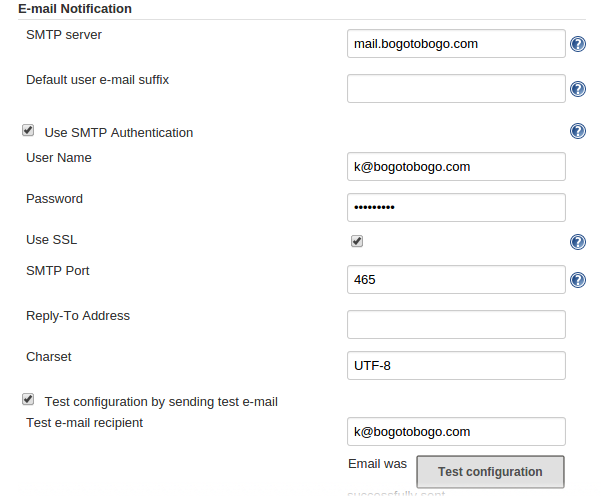 E-mail Notification
SMTP server
mail.bogotobogo.com
Default user e-mail suffix
Use SMTP Authentication
User Name
k@bogotobogo.com
Password
•••••••••
Use SSL
SMTP Port
465
Reply-To Address
Charset
UTF-8
Test configuration by sending test e-mail
Test e-mail recipient
k@bogotobogo.com
Email was
Test configuration
successfully sent